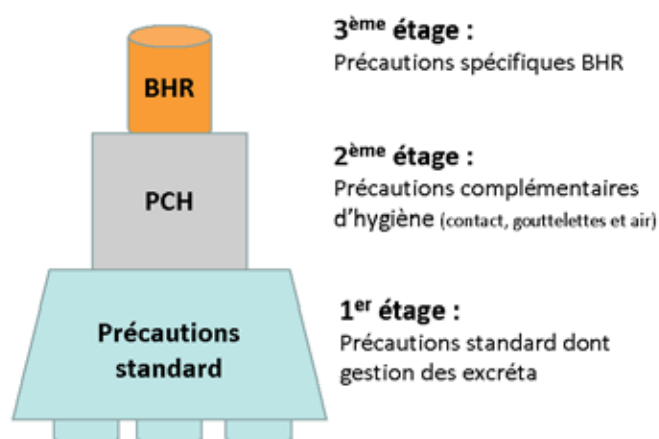 BHR
3ème étage :
Précautions spécifiques BHR
PCH
2ème étage :
Précautions complémentaires
d'hygiène (contact, gouttelettes et air)
Précautions
standard
1er étage :
Précautions standard dont
gestion des excréta